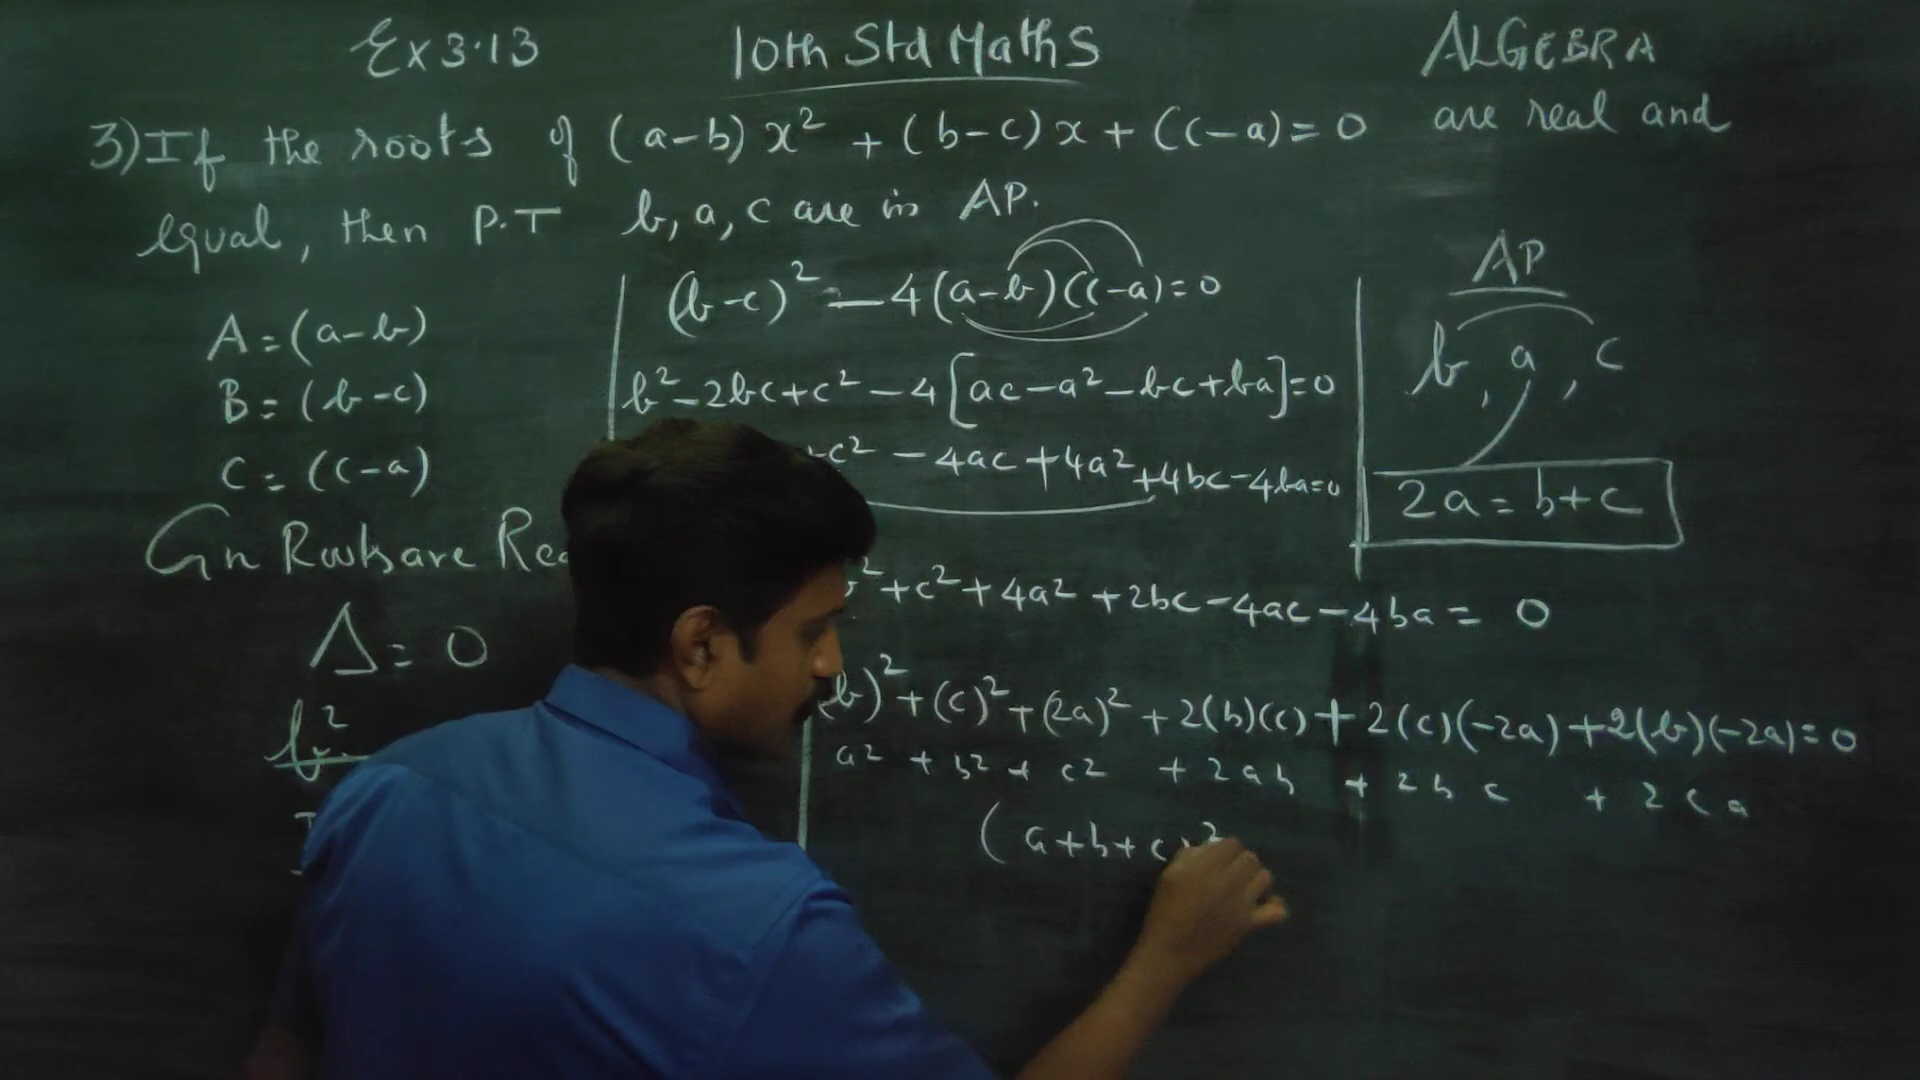 Ex 3.13 10th Std Maths ALGEBRA
3) If the roots of (a-b)x² + (b-c)x + (c-a) = 0 are real and
equal, then P.T b, a, c are in AP.
A = (a-b)
B = (b-c)
C = (c-a)
Gn Roots are
Δ = 0
(b-c)² - 4(a-b)(c-a) = 0
b² - 2bc + c² - 4[ac - a² - bc + ba] = 0
c² - 4ac + 4a² + 4bc - 4ba = 0
² + c² + 4a² + 2bc - 4ac - 4ba = 0
b)² + (c)² + (2a)² + 2(b)(c) + 2(c)(-2a) + 2(b)(-2a) = 0
a² + b² + c² + 2ab + 2bc + 2ca
(a+b+c)²
AP
b, a, c
2a = b+c